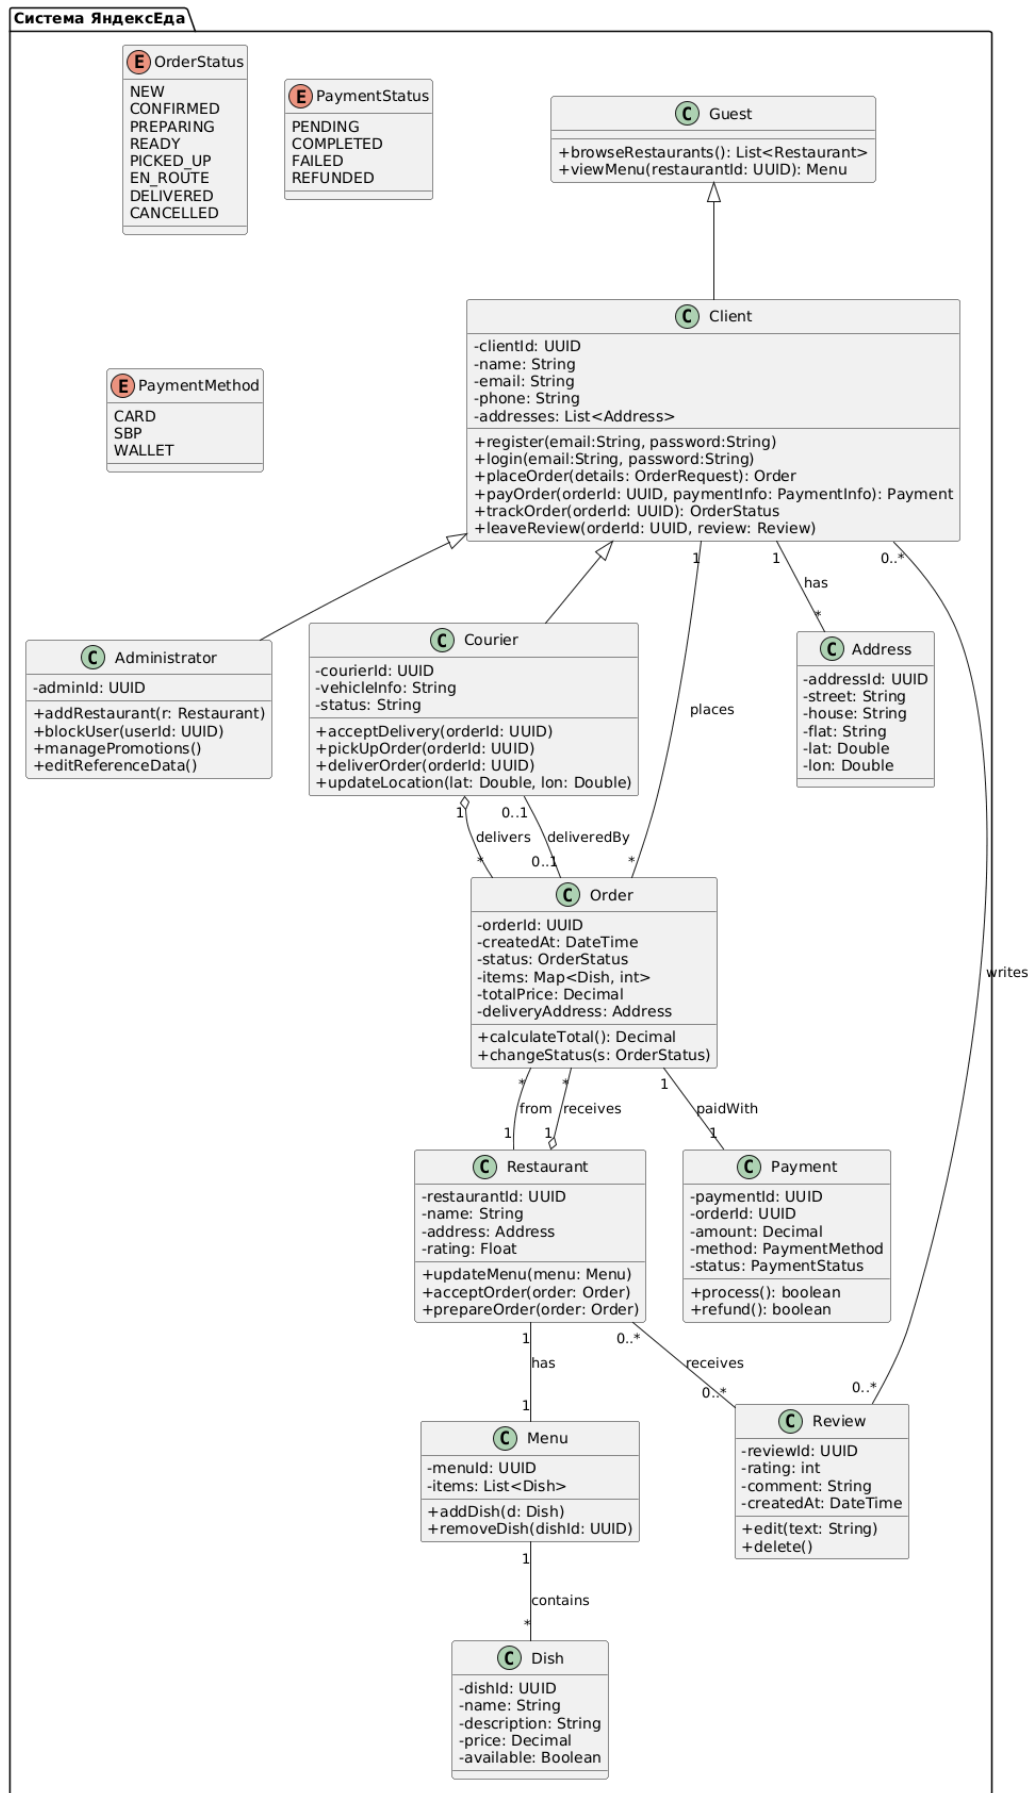 Система ЯндексЕда
E OrderStatus
NEW
CONFIRMED
PREPARING
READY
PICKED_UP
EN_ROUTE
DELIVERED
CANCELLED
E PaymentStatus
PENDING
COMPLETED
FAILED
REFUNDED
C Guest
+browseRestaurants(): List<Restaurant>
+viewMenu(restaurantId: UUID): Menu
E PaymentMethod
CARD
SBP
WALLET
C Client
-clientId: UUID
-name: String
-email: String
-phone: String
-addresses: List<Address>
+register(email:String, password:String)
+login(email:String, password:String)
+placeOrder(details: OrderRequest): Order
+payOrder(orderId: UUID, paymentInfo: PaymentInfo): Payment
+trackOrder(orderId: UUID): OrderStatus
+leaveReview(orderId: UUID, review: Review)
1
1
0..*
has
*
C Administrator
-adminId: UUID
+addRestaurant(r: Restaurant)
+blockUser(userId: UUID)
+managePromotions()
+editReferenceData()
C Courier
-courierId: UUID
-vehicleInfo: String
-status: String
+acceptDelivery(orderId: UUID)
+pickUpOrder(orderId: UUID)
+deliverOrder(orderId: UUID)
+updateLocation(lat: Double, lon: Double)
places
C Address
-addressId: UUID
-street: String
-house: String
-flat: String
-lat: Double
-lon: Double
1
0..1
delivers
deliveredBy
*
0..1
*
writes
C Order
-orderId: UUID
-createdAt: DateTime
-status: OrderStatus
-items: Map<Dish, int>
-totalPrice: Decimal
-deliveryAddress: Address
+calculateTotal(): Decimal
+changeStatus(s: OrderStatus)
*
*
1
from
receives
paidWith
1
1
1
C Restaurant
-restaurantId: UUID
-name: String
-address: Address
-rating: Float
+updateMenu(menu: Menu)
+acceptOrder(order: Order)
+prepareOrder(order: Order)
C Payment
-paymentId: UUID
-orderId: UUID
-amount: Decimal
-method: PaymentMethod
-status: PaymentStatus
+process(): boolean
+refund(): boolean
1
0..*
has
receives
1
0..*
0..*
C Menu
-menuId: UUID
-items: List<Dish>
+addDish(d: Dish)
+removeDish(dishId: UUID)
C Review
-reviewId: UUID
-rating: int
-comment: String
-createdAt: DateTime
+edit(text: String)
+delete()
1
contains
*
C Dish
-dishId: UUID
-name: String
-description: String
-price: Decimal
-available: Boolean